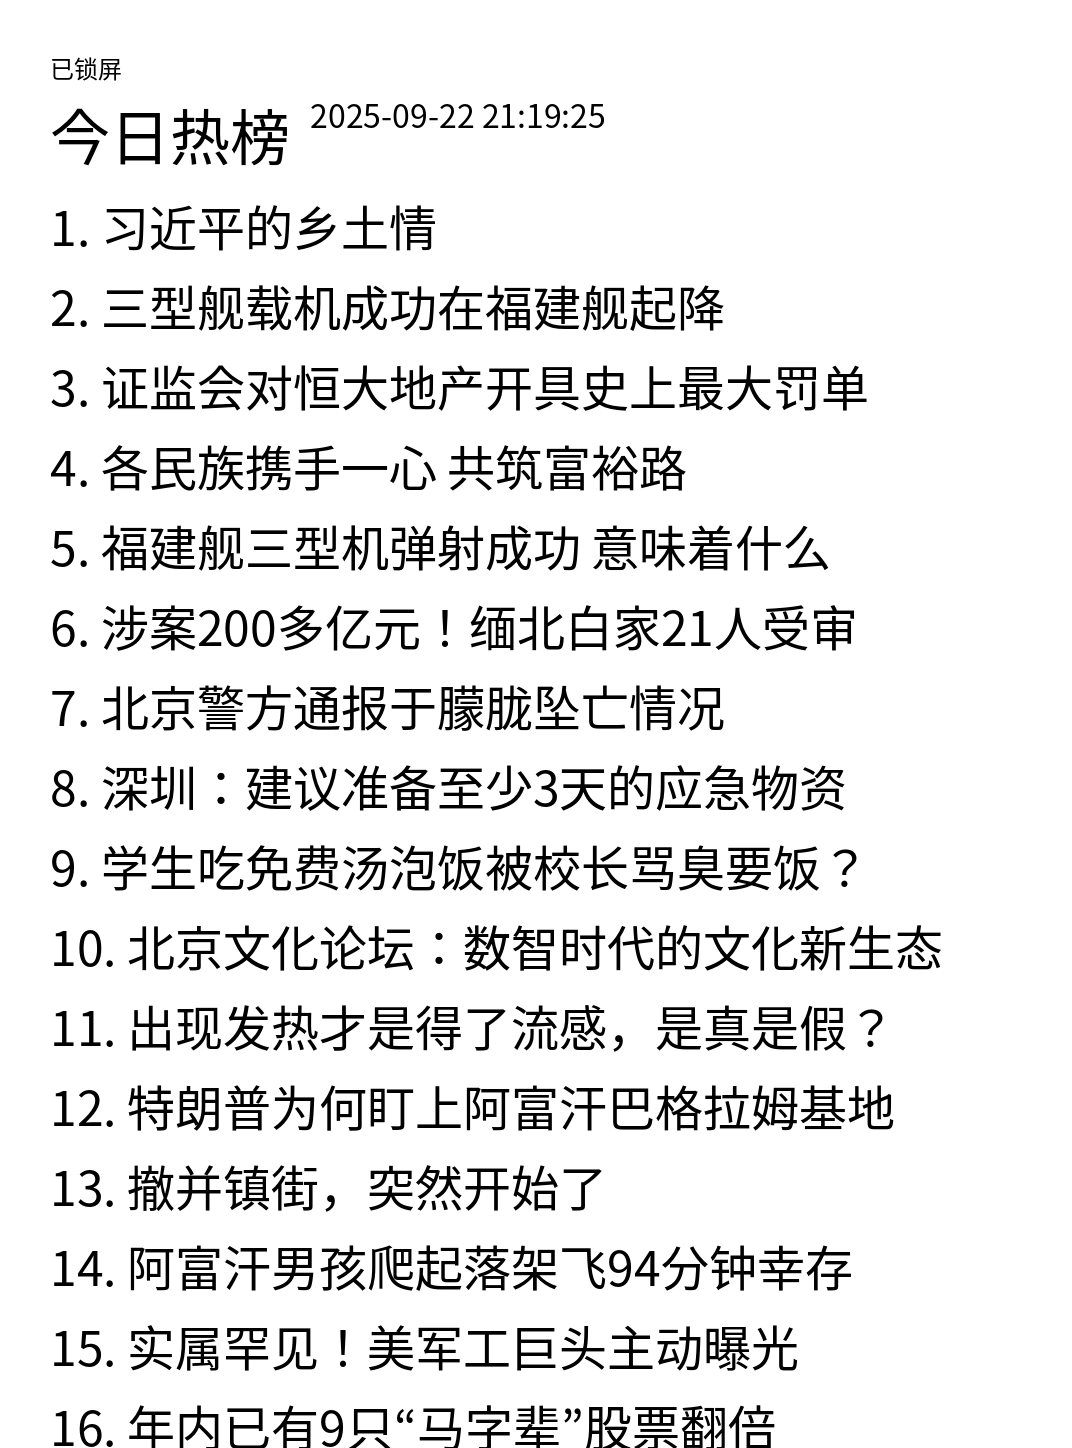 已锁屏
今日热榜 2025-09-22 21:19:25
1. 习近平的乡土情
2. 三型舰载机成功在福建舰起降
3. 证监会对恒大地产开具史上最大罚单
4. 各民族携手一心 共筑富裕路
5. 福建舰三型机弹射成功 意味着什么
6. 涉案200多亿元！缅北白家21人受审
7. 北京警方通报于朦胧坠亡情况
8. 深圳：建议准备至少3天的应急物资
9. 学生吃免费汤泡饭被校长骂臭要饭？
10. 北京文化论坛：数智时代的文化新生态
11. 出现发热才是得了流感，是真是假？
12. 特朗普为何盯上阿富汗巴格拉姆基地
13. 撤并镇街，突然开始了
14. 阿富汗男孩爬起落架飞94分钟幸存
15. 实属罕见！美军工巨头主动曝光
16. 年内已有9只“马字辈”股票翻倍